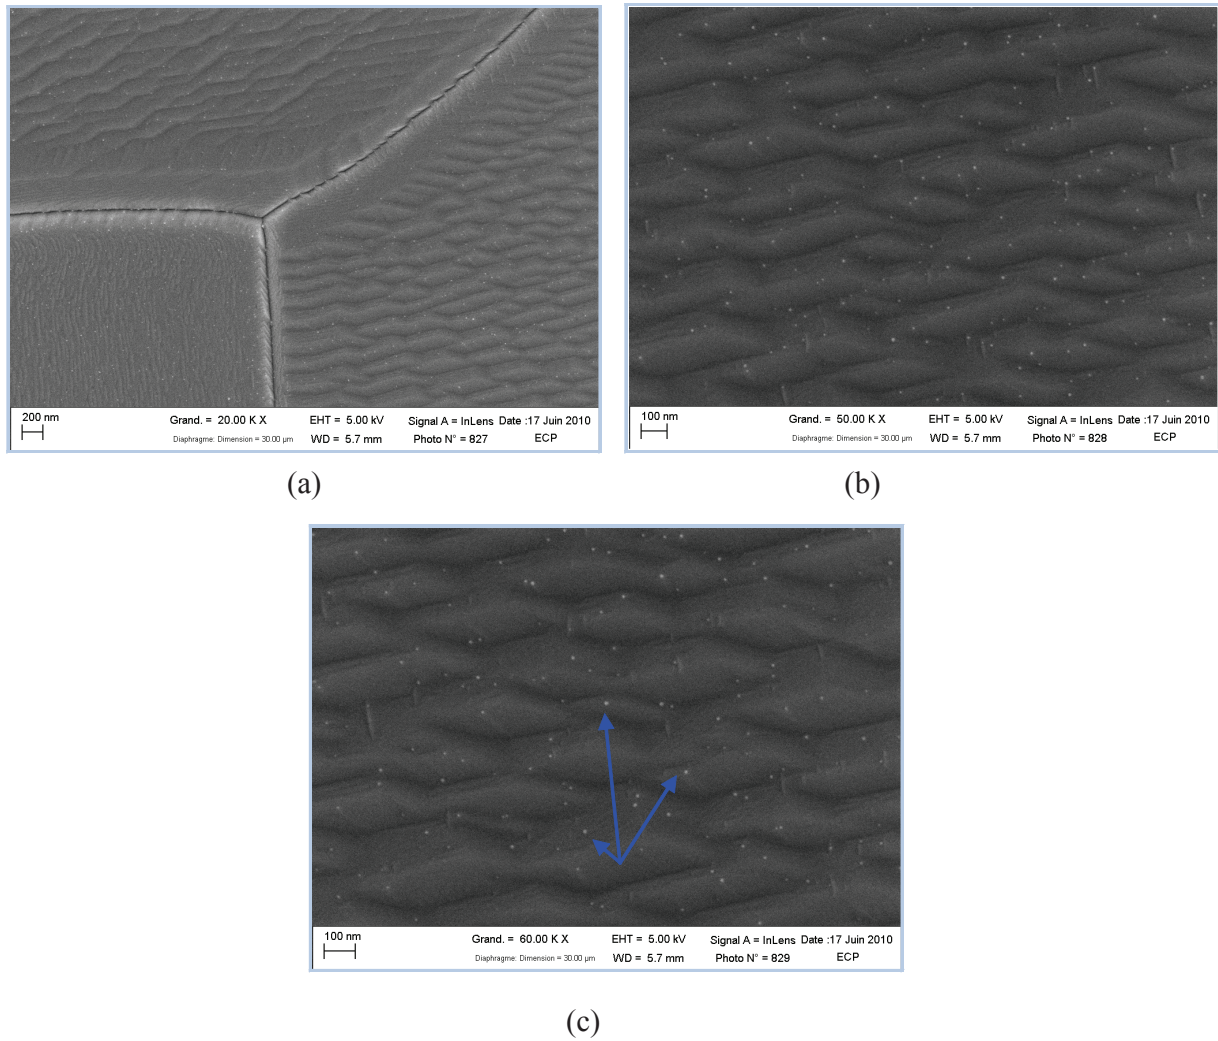 200 nm
Grand. = 20.00 K X EHT = 5.00 kV Signal A = InLens Date :17 Juin 2010
Diaphragme: Dimension = 30.00 µm WD = 5.7 mm Photo N° = 827 ECP
(a)
100 nm
Grand. = 50.00 K X EHT = 5.00 kV Signal A = InLens Date :17 Juin 2010
Diaphragme: Dimension = 30.00 µm WD = 5.7 mm Photo N° = 828 ECP
(b)
100 nm
Grand. = 60.00 K X EHT = 5.00 kV Signal A = InLens Date :17 Juin 2010
Diaphragme: Dimension = 30.00 µm WD = 5.7 mm Photo N° = 829 ECP
(c)